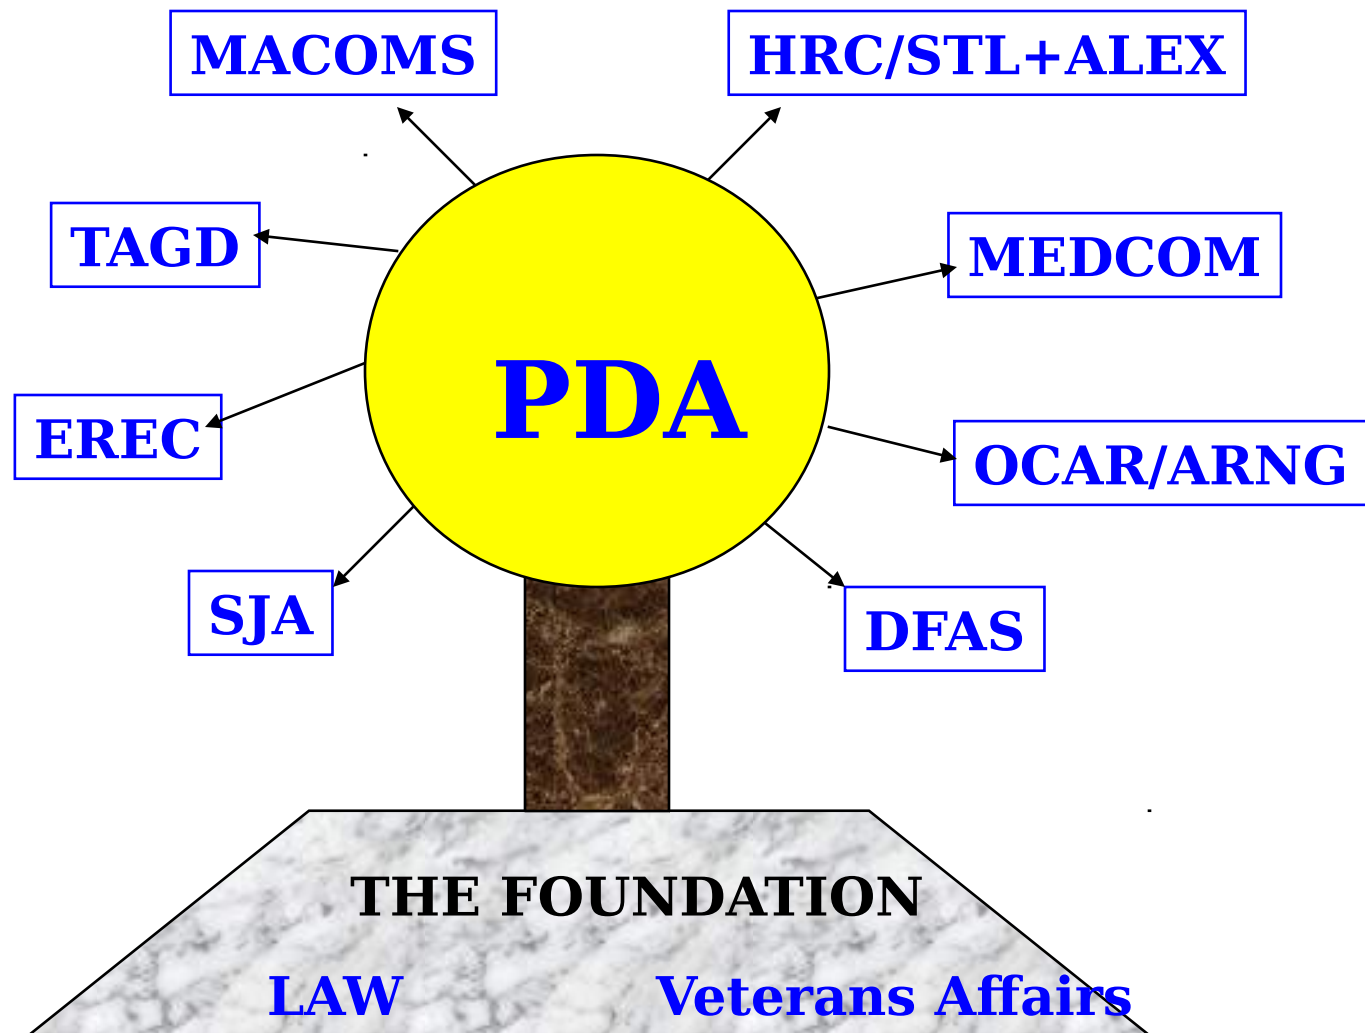 MACOMS
HRC/STL+ALEX
TAGD
MEDCOM
PDA
EREC
OCAR/ARNG
SJA
DFAS
THE FOUNDATION
LAW
Veterans Affairs